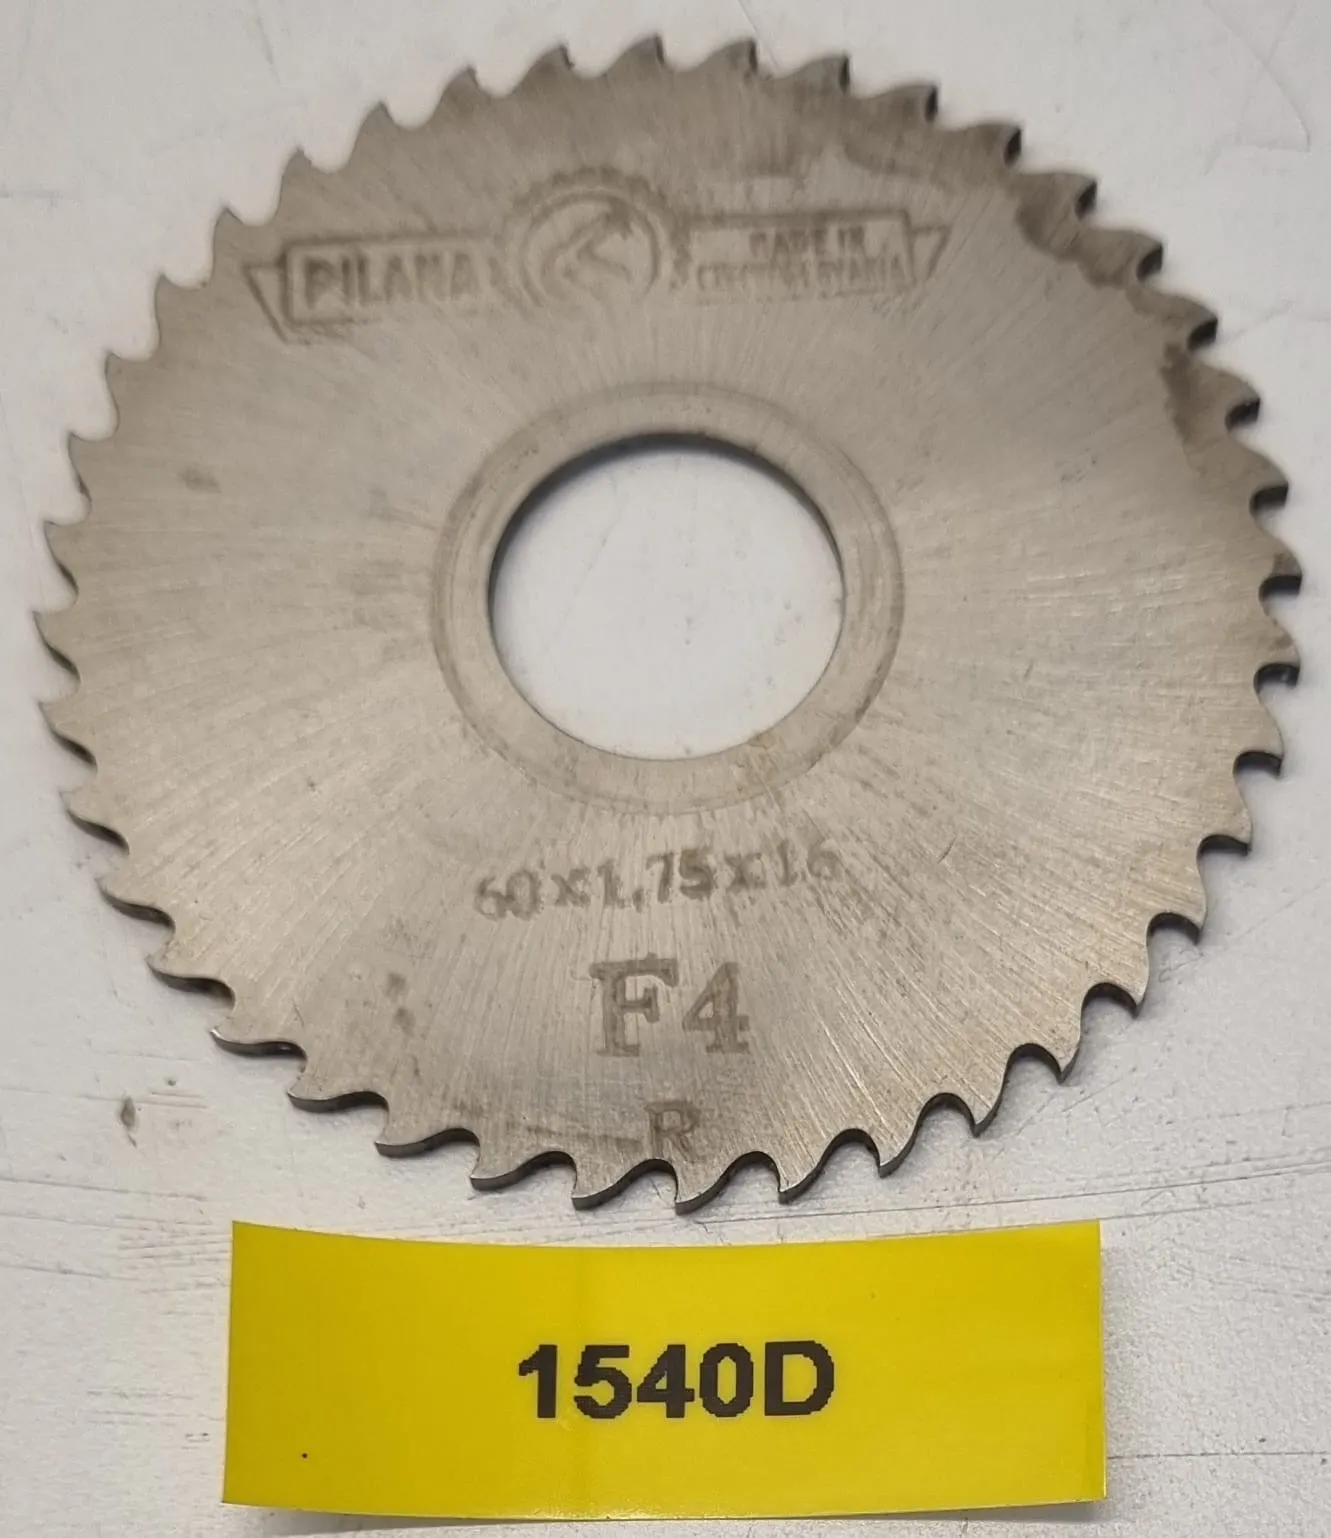 PILANA
MADE IN
CZECHOSLOVAKIA
60x1,75x16
F4
R
1540D